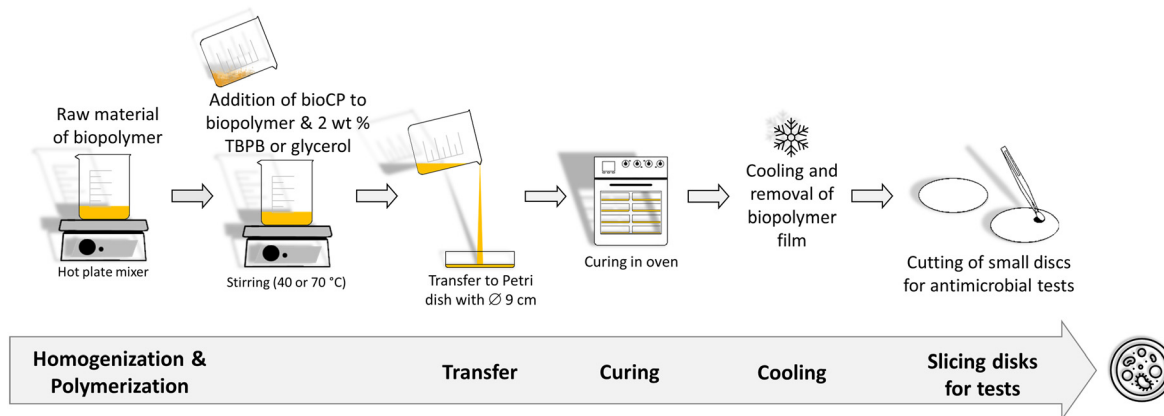 Raw material
of biopolymer
Hot plate mixer
Addition of bioCP to
biopolymer & 2 wt %
TBPB or glycerol
Stirring (40 or 70 °C)
Transfer to Petri
dish with ∅ 9 cm
Curing in oven
Cooling and
removal of
biopolymer
film
Cutting of small discs
for antimicrobial tests
Homogenization &
Polymerization
Transfer
Curing
Cooling
Slicing disks
for tests